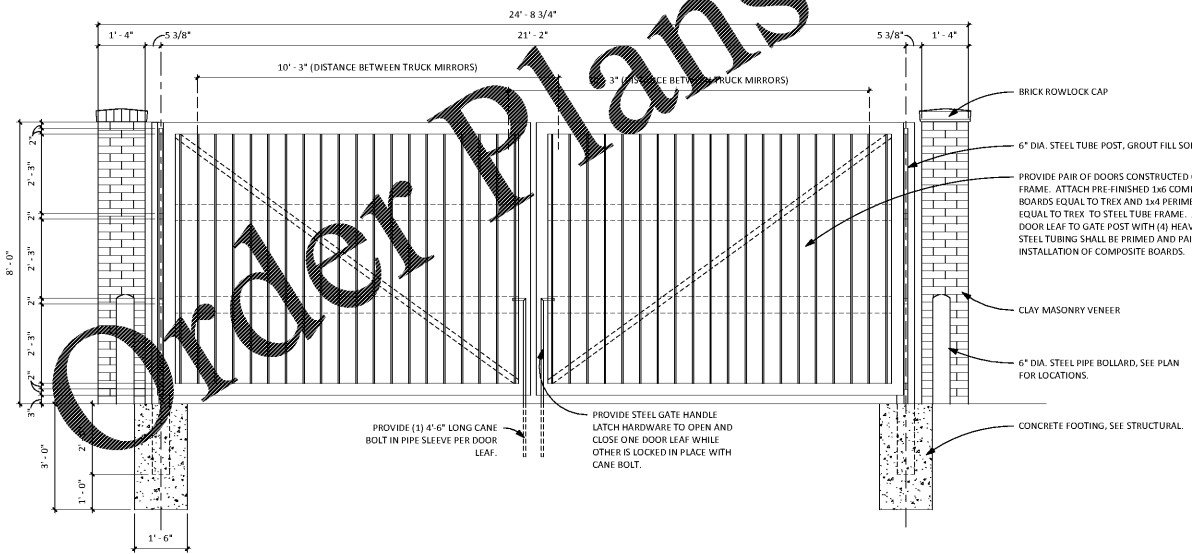 24' - 8 3/4"
1' - 4"
5 3/8"
21' - 2"
5 3/8"
1' - 4"
10' - 3" (DISTANCE BETWEEN TRUCK MIRRORS)
3" (DISTANCE BETWEEN TRUCK MIRRORS)
Order Plans
BRICK ROWLOCK CAP
6" DIA. STEEL TUBE POST, GROUT FILL
PROVIDE PAIR OF DOORS CONSTRUCTED
FRAME. ATTACH PRE-FINISHED 1x6
BOARDS EQUAL TO TREX AND 1x4
EQUAL TO TREX TO STEEL TUBE FRAME.
DOOR LEAF TO GATE POST WITH (4)
STEEL TUBING SHALL BE PRIMED AND
INSTALLATION OF COMPOSITE BOARDS.
CLAY MASONRY VENEER
6" DIA. STEEL PIPE BOLLARD, SEE PLAN
FOR LOCATIONS.
CONCRETE FOOTING, SEE STRUCTURAL.
PROVIDE STEEL GATE HANDLE
LATCH HARDWARE TO OPEN AND
CLOSE ONE DOOR LEAF WHILE
OTHER IS LOCKED IN PLACE WITH
CANE BOLT.
PROVIDE (1) 4'-6" LONG CANE
BOLT IN PIPE SLEEVE PER DOOR
LEAF.
8' - 0"
2"
2' - 3"
2"
2' - 3"
2"
2' - 3"
2"
3"
3' - 0"
2'
1' - 0"
1' - 6"